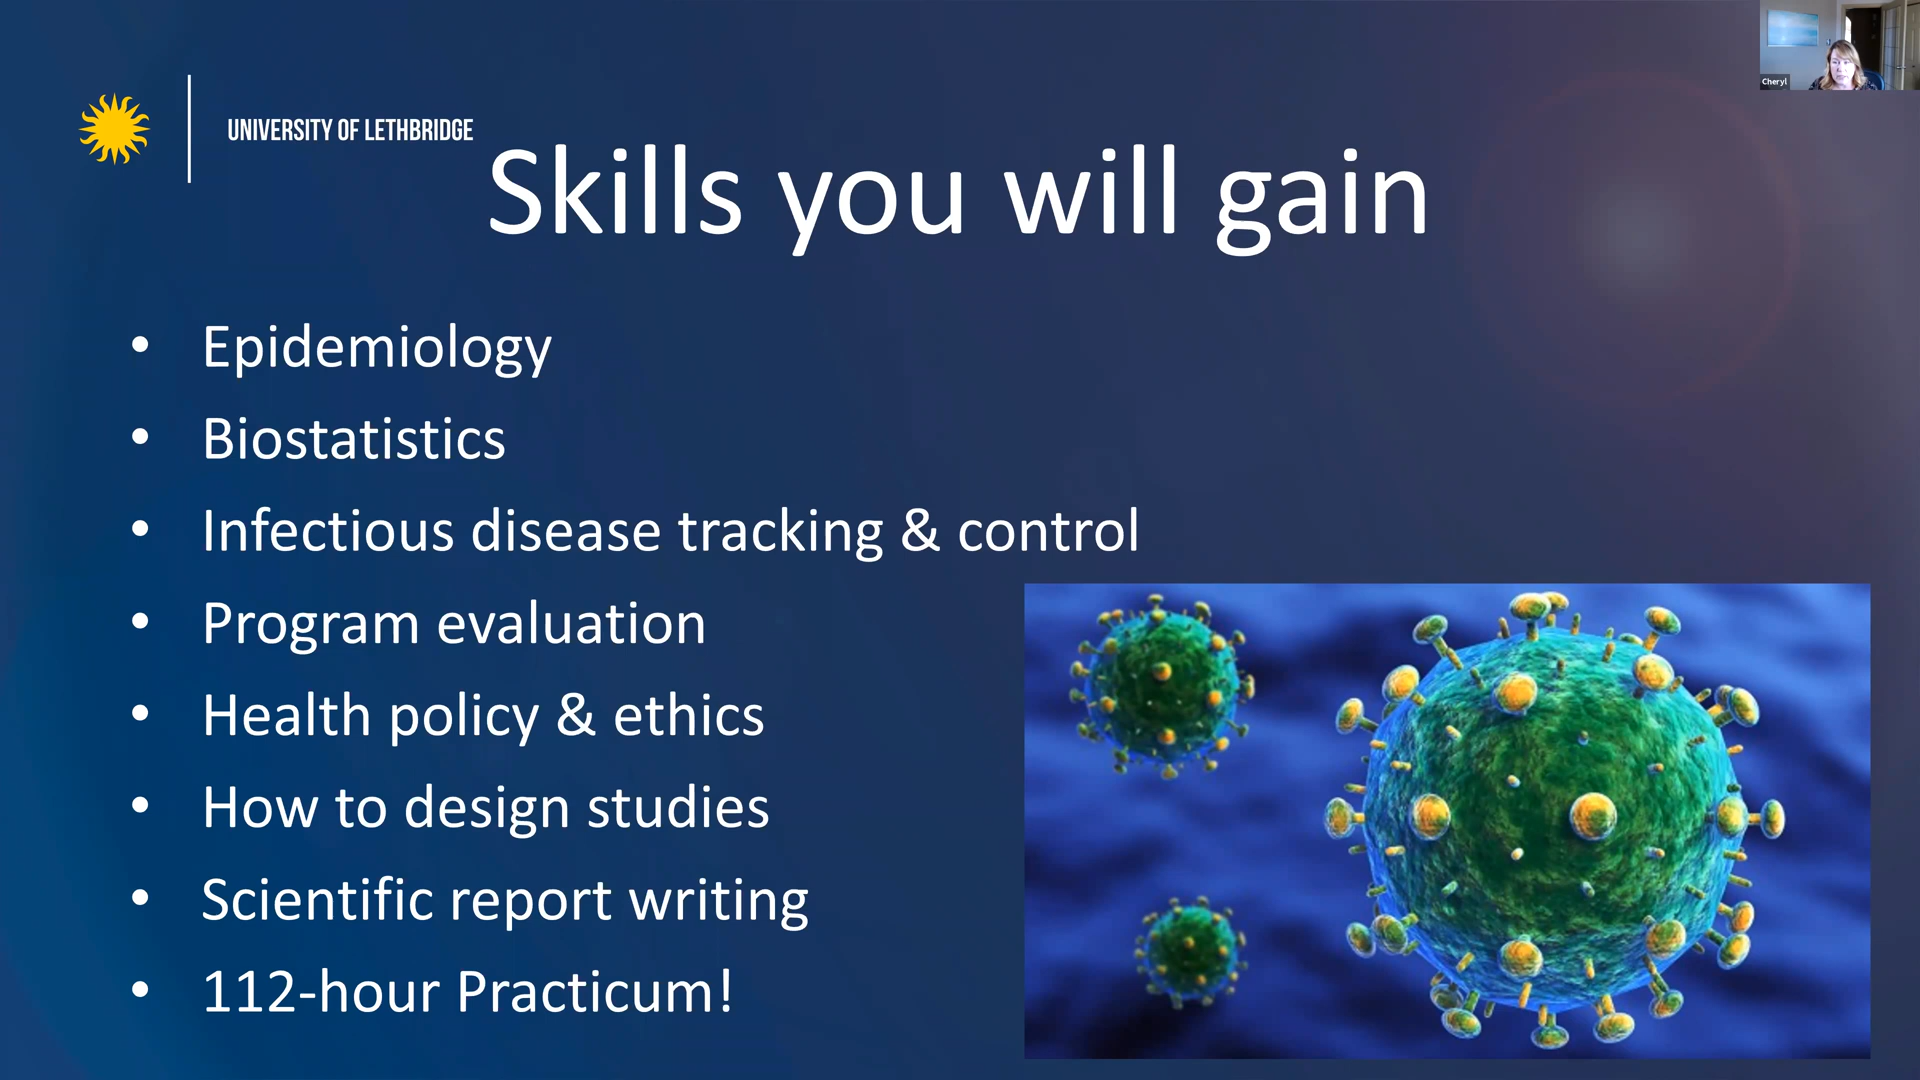 Cheryl
UNIVERSITY OF LETHBRIDGE
Skills you will gain
• Epidemiology
• Biostatistics
• Infectious disease tracking & control
• Program evaluation
• Health policy & ethics
• How to design studies
• Scientific report writing
• 112-hour Practicum!